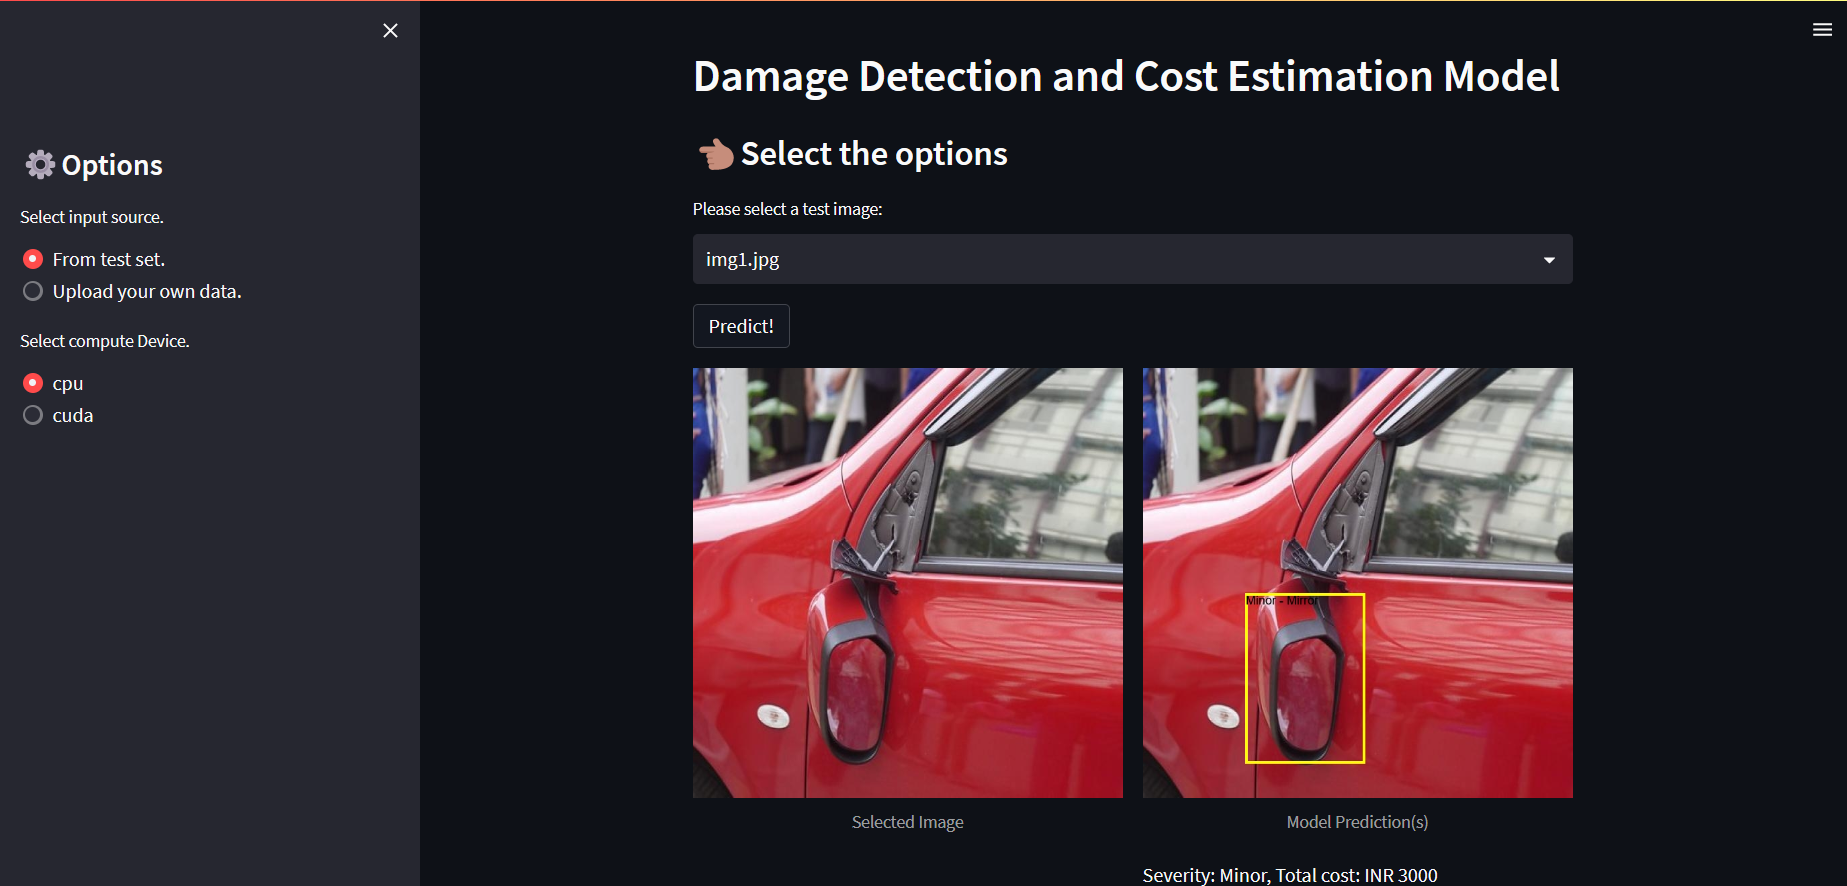 Damage Detection and Cost Estimation Model
Options
Select input source.
From test set.
Upload your own data.
Select compute Device.
cpu
cuda
Select the options
Please select a test image:
img1.jpg
Predict!
Minor - Mirror
Selected Image
Model Prediction(s)
Severity: Minor, Total cost: INR 3000